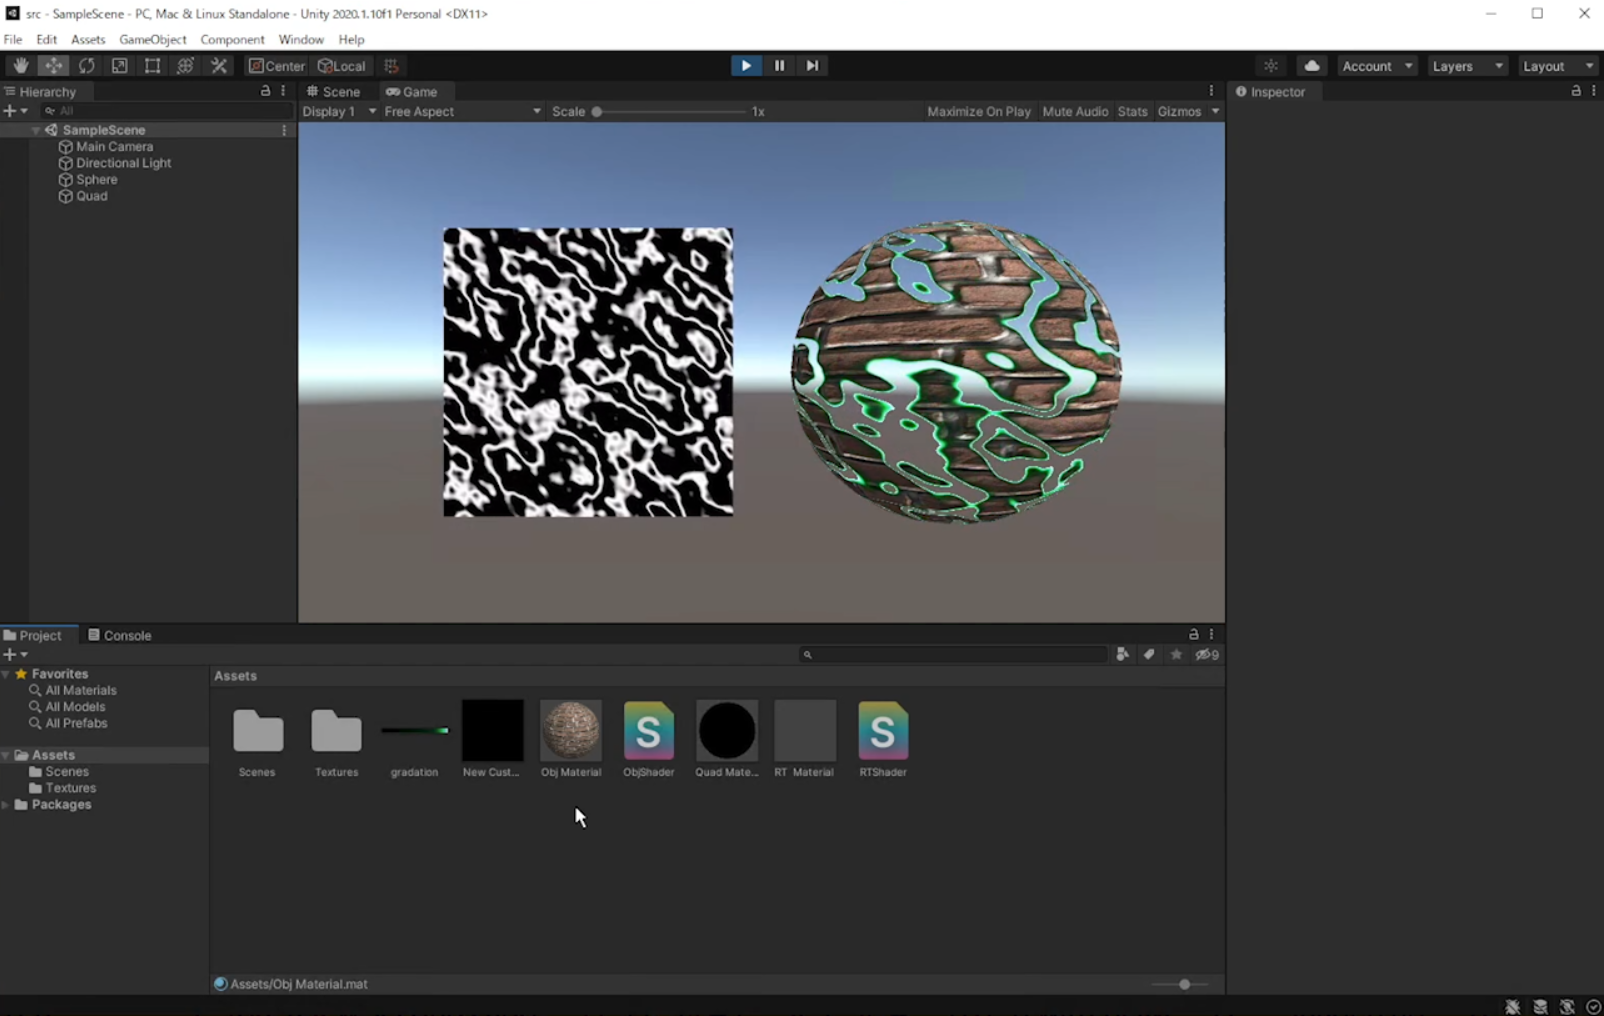 src - SampleScene - PC, Mac & Linux Standalone - Unity 2020.1.10f1 Personal <DX11>
File Edit Assets GameObject Component Window Help
Center Local Account Layers Layout
Hierarchy Scene Game Inspector
All Display 1 Free Aspect Scale 1x Maximize On Play Mute Audio Stats Gizmos
SampleScene
Main Camera
Directional Light
Sphere
Quad
Project Console
9
Favorites Assets
All Materials
All Models
All Prefabs
Assets
Scenes
Textures
Packages
S S
Scenes Textures gradation New Cust... Obj Material ObjShader Quad Mate... RT Material RTShader
Assets/Obj Material.mat